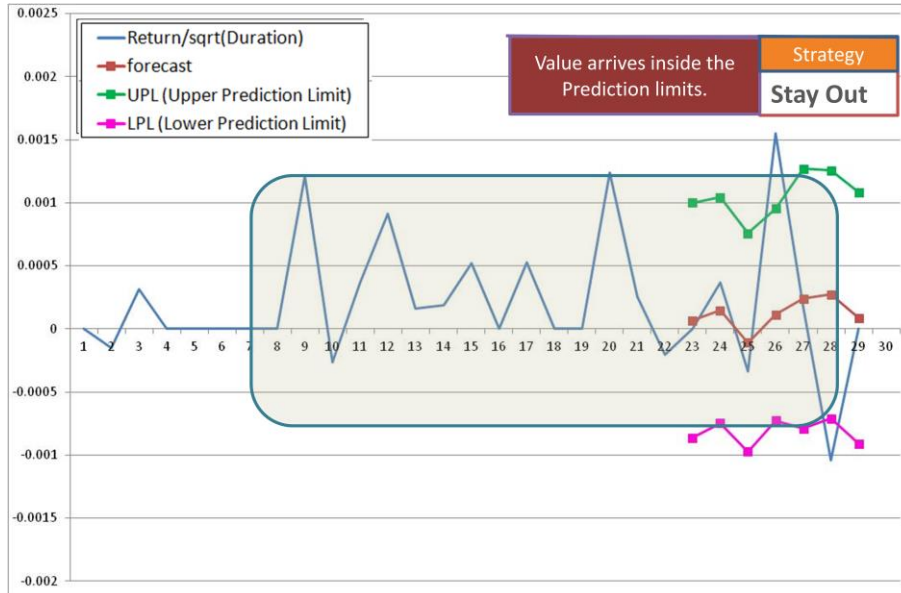 0.0025
0.002
0.0015
0.001
0.0005
0
-0.0005
-0.001
-0.0015
-0.002
Return/sqrt(Duration)
forecast
UPL (Upper Prediction Limit)
LPL (Lower Prediction Limit)
Value arrives inside the
Prediction limits.
Strategy
Stay Out
1 2 3 4 5 6 7 8 9 10 11 12 13 14 15 16 17 18 19 20 21 22 23 24 25 26 27 28 29 30